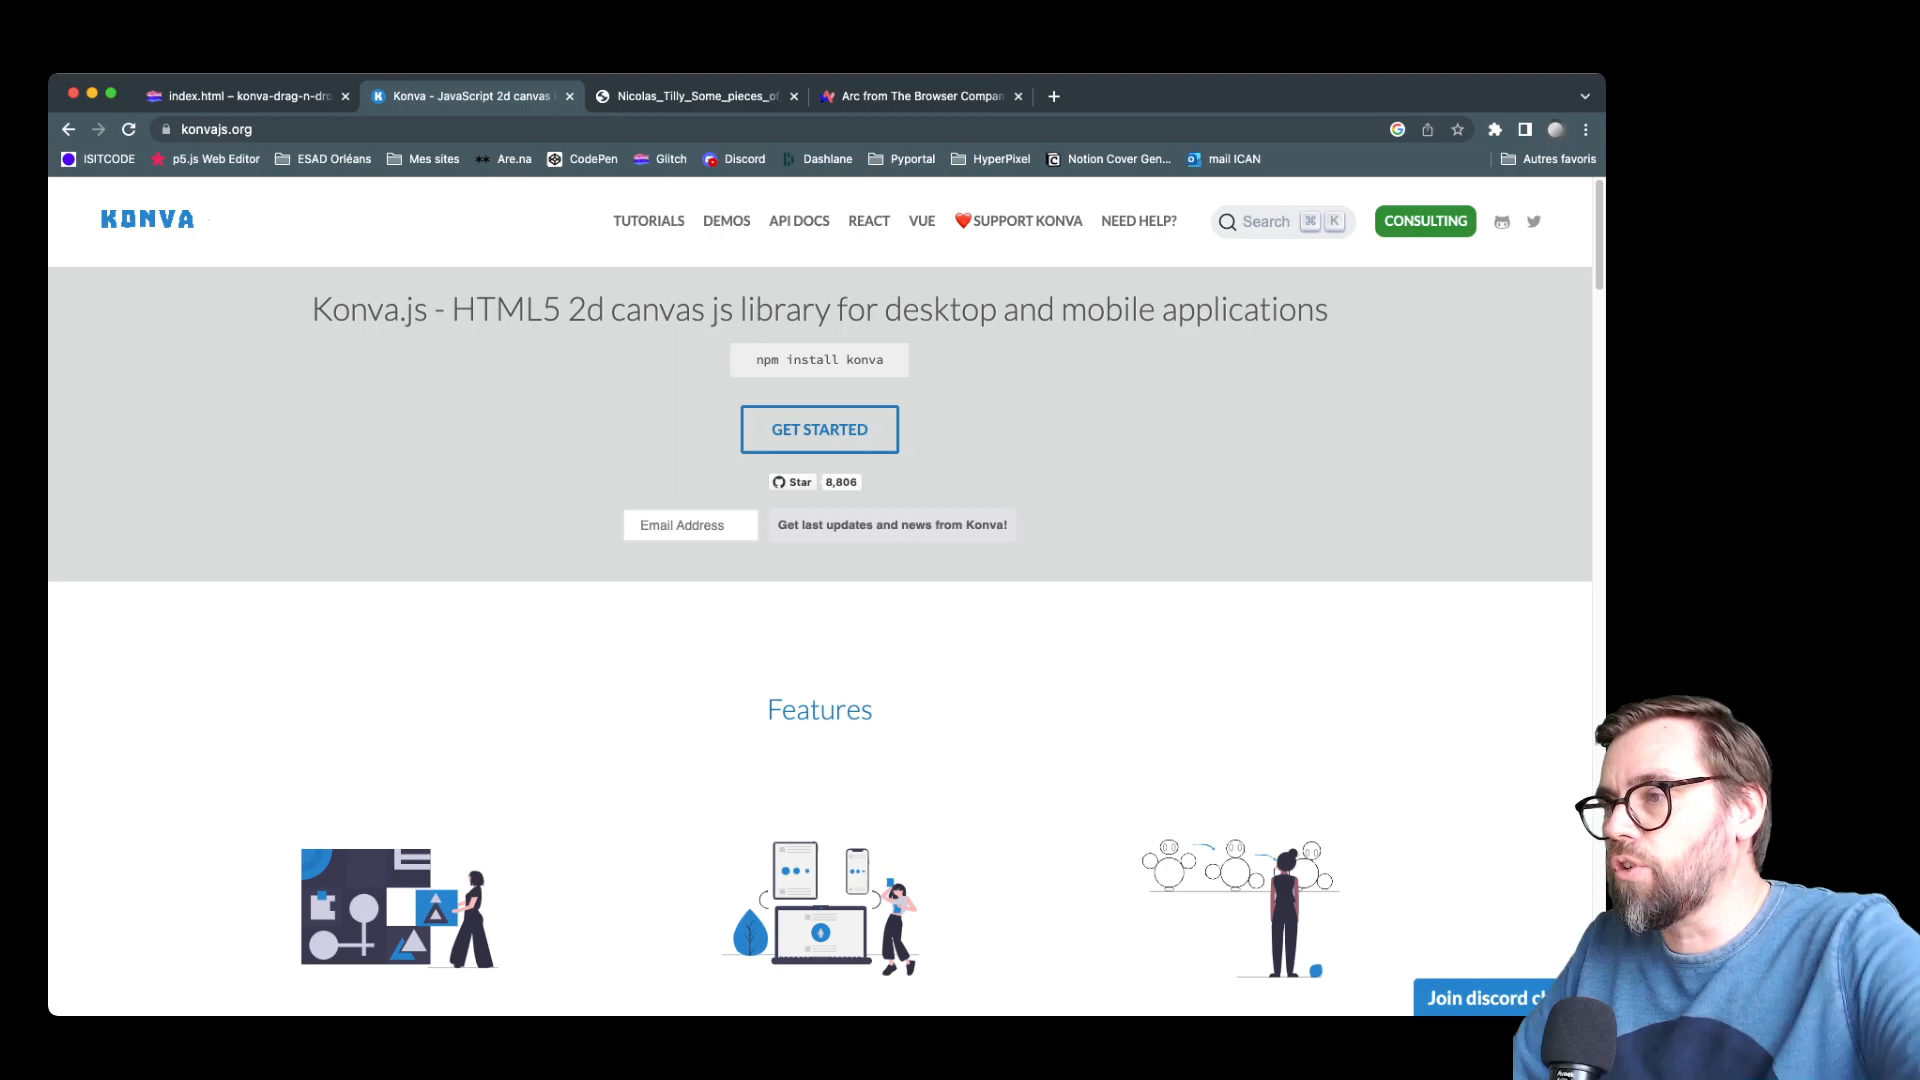 index.html – konva-drag-n-dro
Konva - JavaScript 2d canvas
Nicolas_Tilly_Some_pieces_of
Arc from The Browser Compan
konvajs.org
ISITCODE
p5.js Web Editor
ESAD Orléans
Mes sites
Are.na
CodePen
Glitch
Discord
Dashlane
Pyportal
HyperPixel
Notion Cover Gen...
mail ICAN
Autres favoris
KONVA
TUTORIALS
DEMOS
API DOCS
REACT
VUE
❤️SUPPORT KONVA
NEED HELP?
Search ⌘ K
CONSULTING
Konva.js - HTML5 2d canvas js library for desktop and mobile applications
npm install konva
GET STARTED
Star 8,806
Email Address
Get last updates and news from Konva!
Features
Join discord c